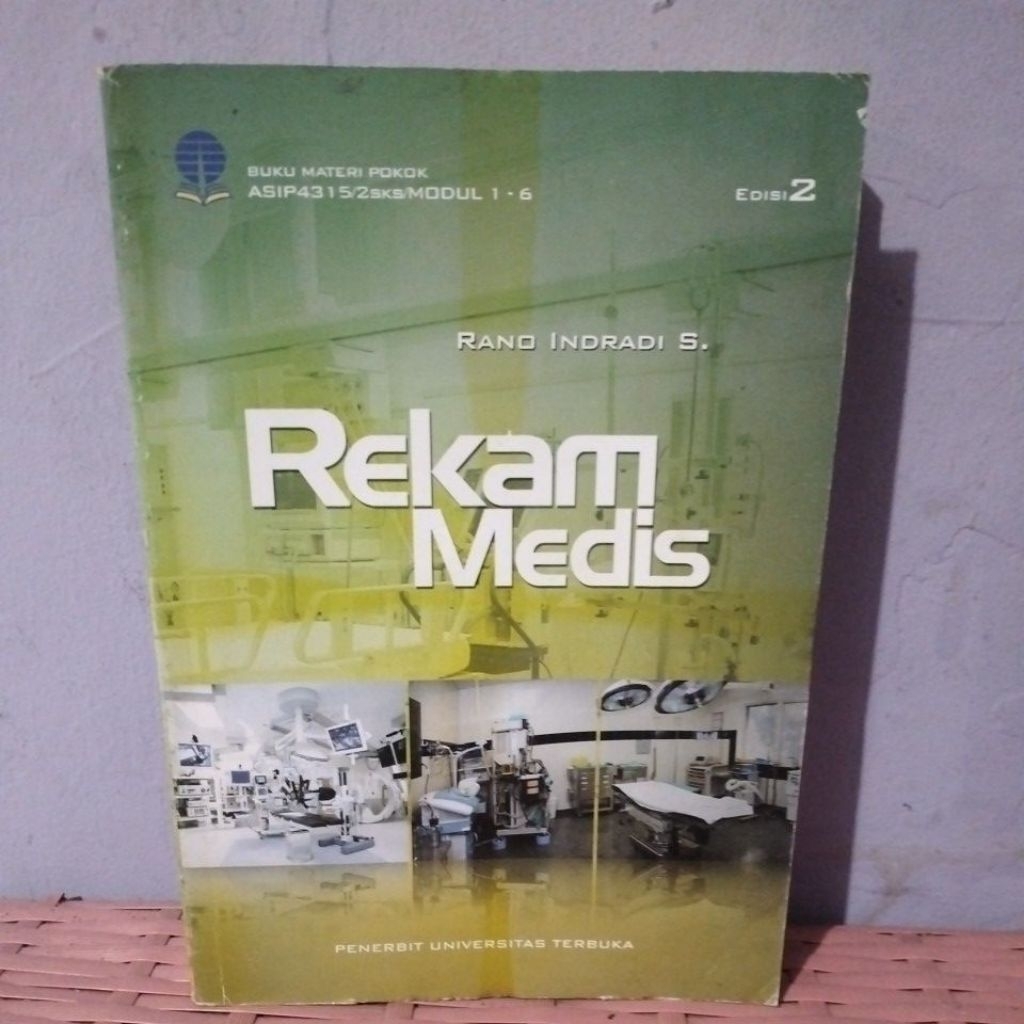 BUKU MATERI POKOK
ASIP4315/2SKS/MODUL 1 - 6
EDISI 2
RANO INDRADI S.
Rekam
Medis
PENERBIT UNIVERSITAS TERBUKA